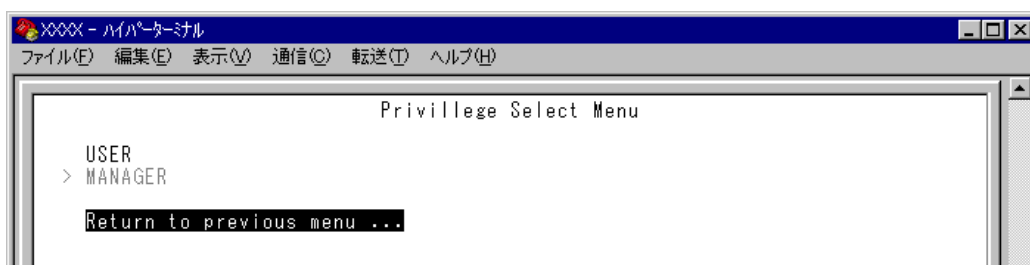 XXXX - ハイパーターミナル
ファイル(F) 編集(E) 表示(V) 通信(C) 転送(T) ヘルプ(H)
Privillege Select Menu
USER
> MANAGER
Return to previous menu ...